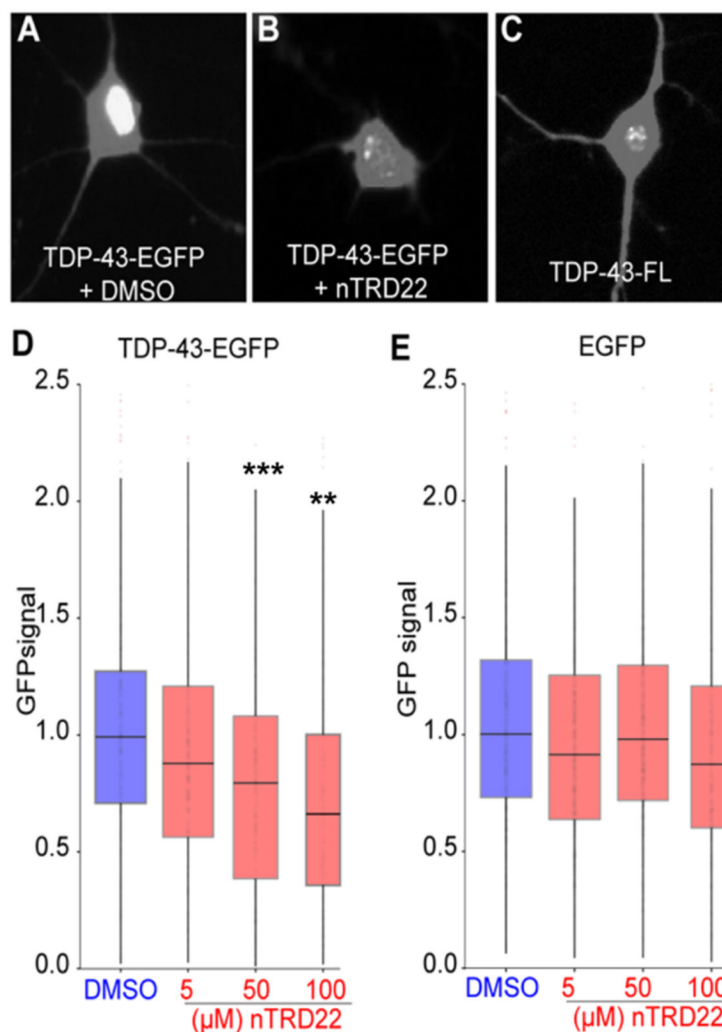 A
B
C
TDP-43-EGFP
+ DMSO
TDP-43-EGFP
+ nTRD22
TDP-43-FL
D
TDP-43-EGFP
GFPsignal
2.5
2.0
1.5
1.0
0.5
0.0
***
**
DMSO 5 50 100
(µM) nTRD22
E
EGFP
GFP signal
2.5
2.0
1.5
1.0
0.5
0.0
DMSO 5 50 100
(µM) nTRD22